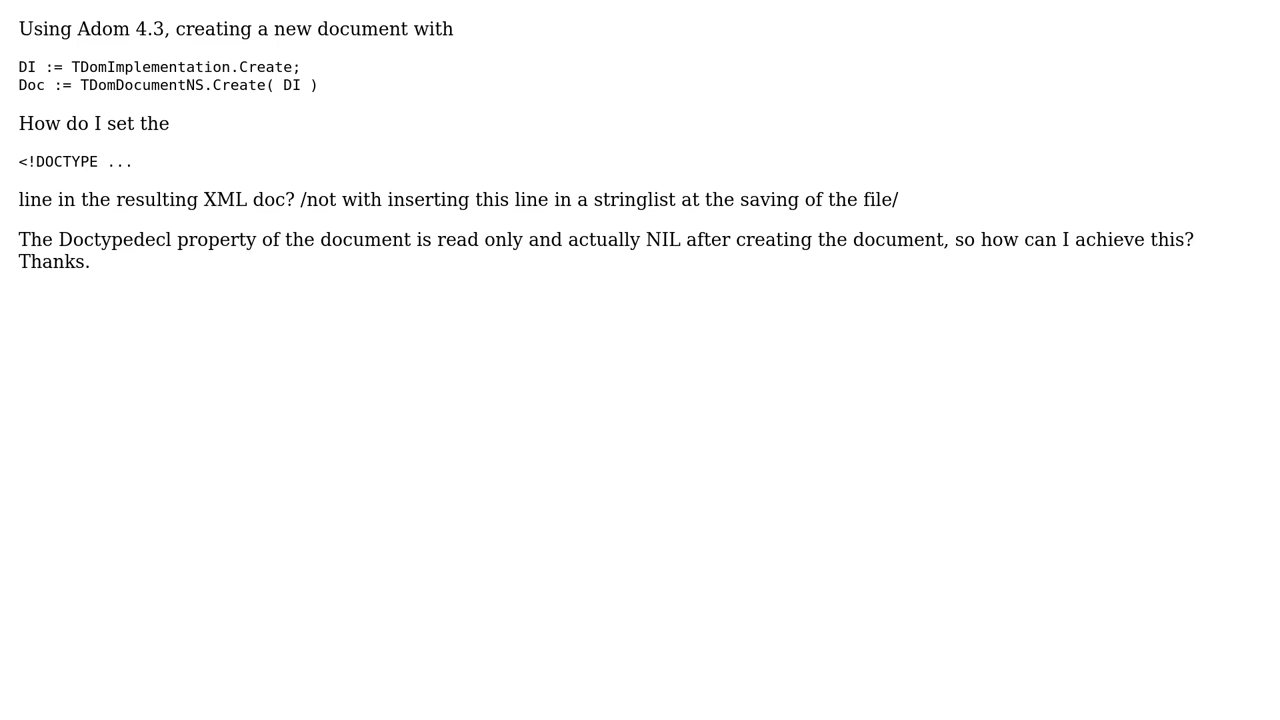 Using Adom 4.3, creating a new document with
DI := TDomImplementation.Create;
Doc := TDomDocumentNS.Create( DI )
How do I set the
<!DOCTYPE ...
line in the resulting XML doc? /not with inserting this line in a stringlist at the saving of the file/
The Doctypedecl property of the document is read only and actually NIL after creating the document, so how can I achieve this?
Thanks.